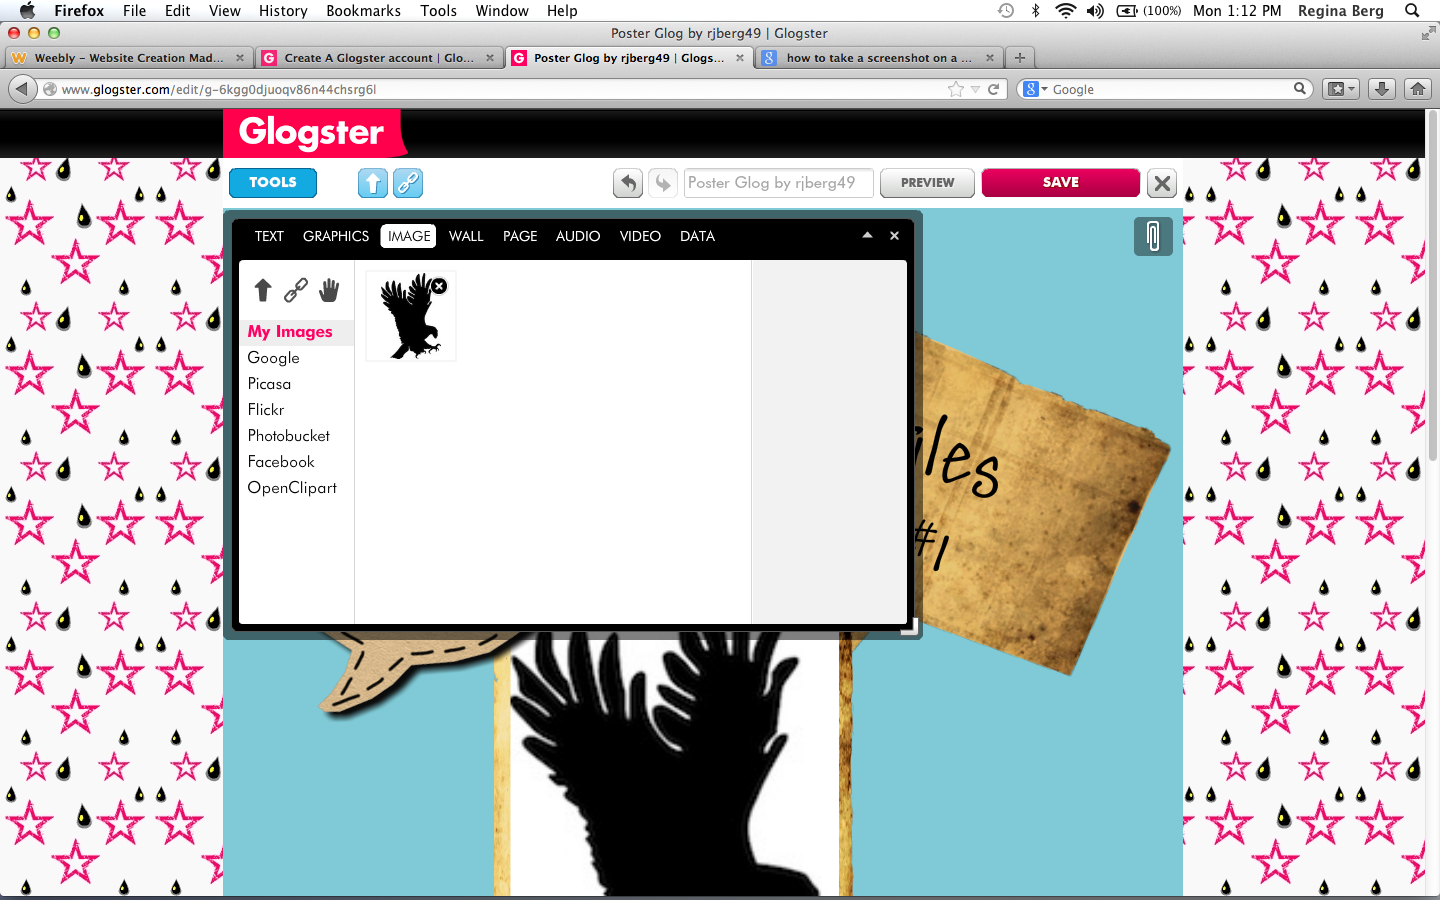 Firefox File Edit View History Bookmarks Tools Window Help (100%) Mon 1:12 PM Regina Berg
Poster Glog by rjberg49 | Glogster
Weebly – Website Creation Mad... Create A Glogster account | Glo... Poster Glog by rjberg49 | Glogs... how to take a screenshot on a ...
www.glogster.com/edit/g-6kgg0djuoqv86n44chsrg6l Google
Glogster
TOOLS Poster Glog by rjberg49 PREVIEW SAVE
TEXT GRAPHICS IMAGE WALL PAGE AUDIO VIDEO DATA
My Images
Google
Picasa
Flickr
Photobucket
Facebook
OpenClipart
iles
#1